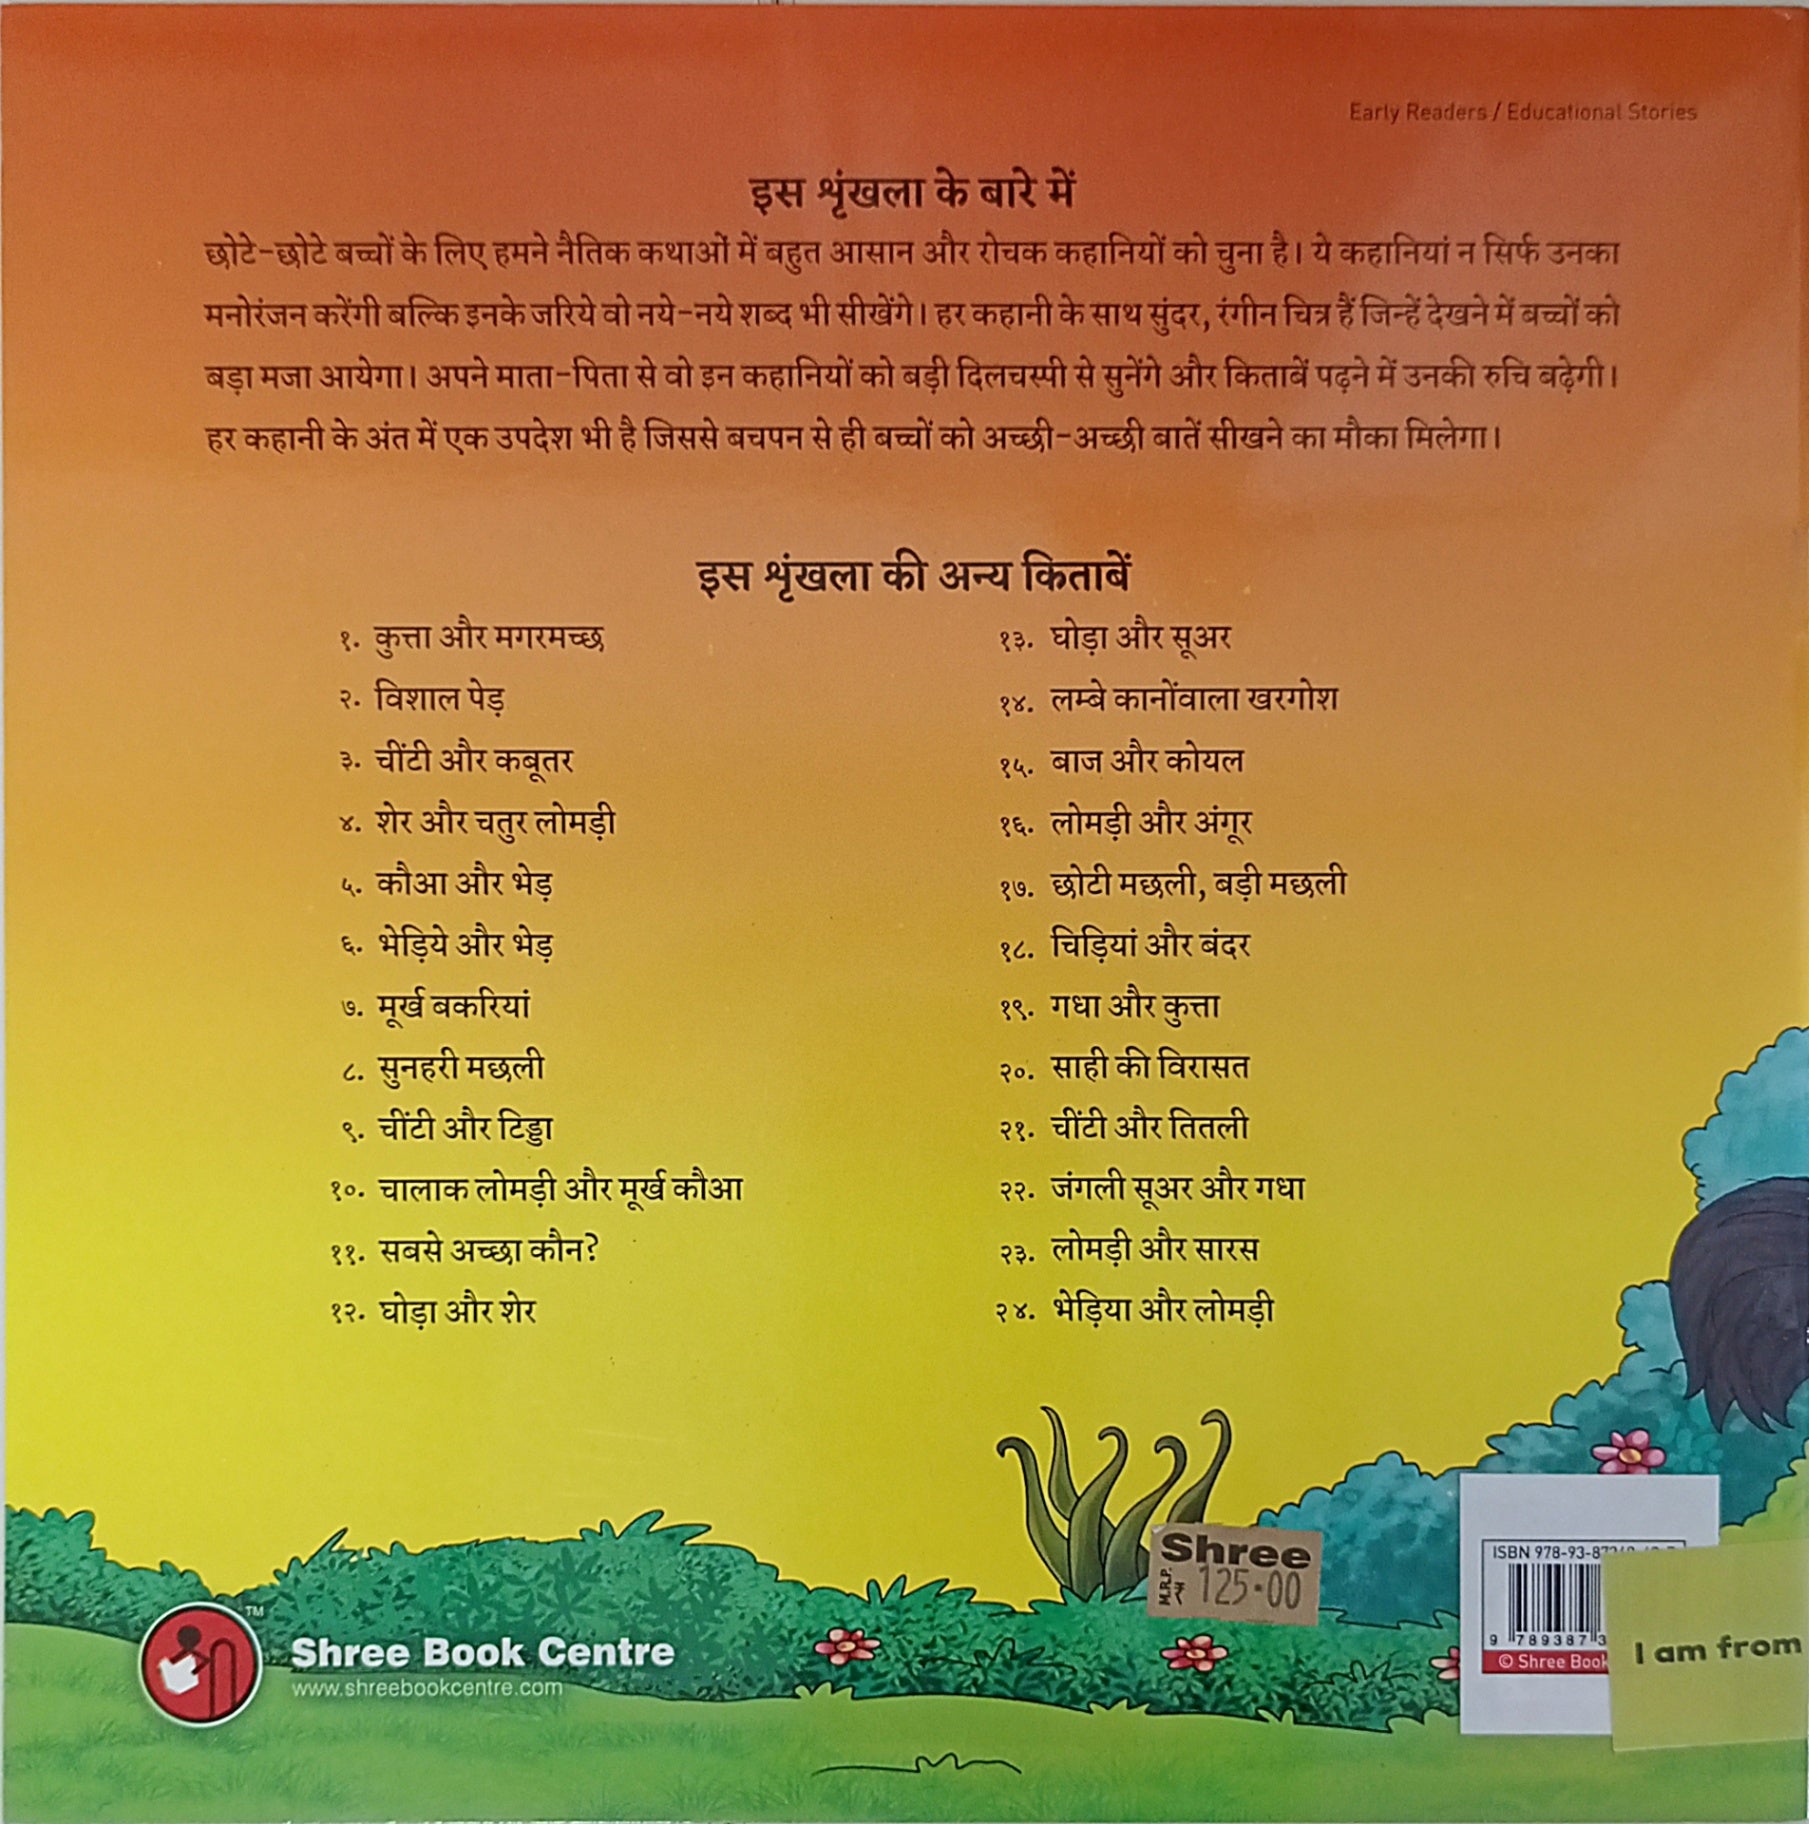 Early Readers / Educational Stories
इस शृंखला के बारे में
छोटे-छोटे बच्चों के लिए हमने नैतिक कथाओं में बहुत आसान और रोचक कहानियों को चुना है। ये कहानियां न सिर्फ उनका
मनोरंजन करेंगी बल्कि इनके जरिये वो नये-नये शब्द भी सीखेंगे। हर कहानी के साथ सुंदर, रंगीन चित्र हैं जिन्हें देखने में बच्चों को
बड़ा मजा आयेगा। अपने माता-पिता से वो इन कहानियों को बड़ी दिलचस्पी से सुनेंगे और किताबें पढ़ने में उनकी रुचि बढ़ेगी।
हर कहानी के अंत में एक उपदेश भी है जिससे बचपन से ही बच्चों को अच्छी-अच्छी बातें सीखने का मौका मिलेगा।
इस शृंखला की अन्य किताबें
१. कुत्ता और मगरमच्छ
२. विशाल पेड़
३. चींटी और कबूतर
४. शेर और चतुर लोमड़ी
५. कौआ और भेड़
६. भेड़िये और भेड़
७. मूर्ख बकरियां
८. सुनहरी मछली
९. चींटी और टिड्डा
१०. चालाक लोमड़ी और मूर्ख कौआ
११. सबसे अच्छा कौन?
१२. घोड़ा और शेर
१३. घोड़ा और सूअर
१४. लम्बे कानोंवाला खरगोश
१५. बाज और कोयल
१६. लोमड़ी और अंगूर
१७. छोटी मछली, बड़ी मछली
१८. चिड़ियां और बंदर
१९. गधा और कुत्ता
२०. साही की विरासत
२१. चींटी और तितली
२२. जंगली सूअर और गधा
२३. लोमड़ी और सारस
२४. भेड़िया और लोमड़ी
Shree
M.R.P. ₹ 125.00
ISBN 978-93-
9 789387 3
© Shree Book
I am from
TM
Shree Book Centre
www.shreebookcentre.com